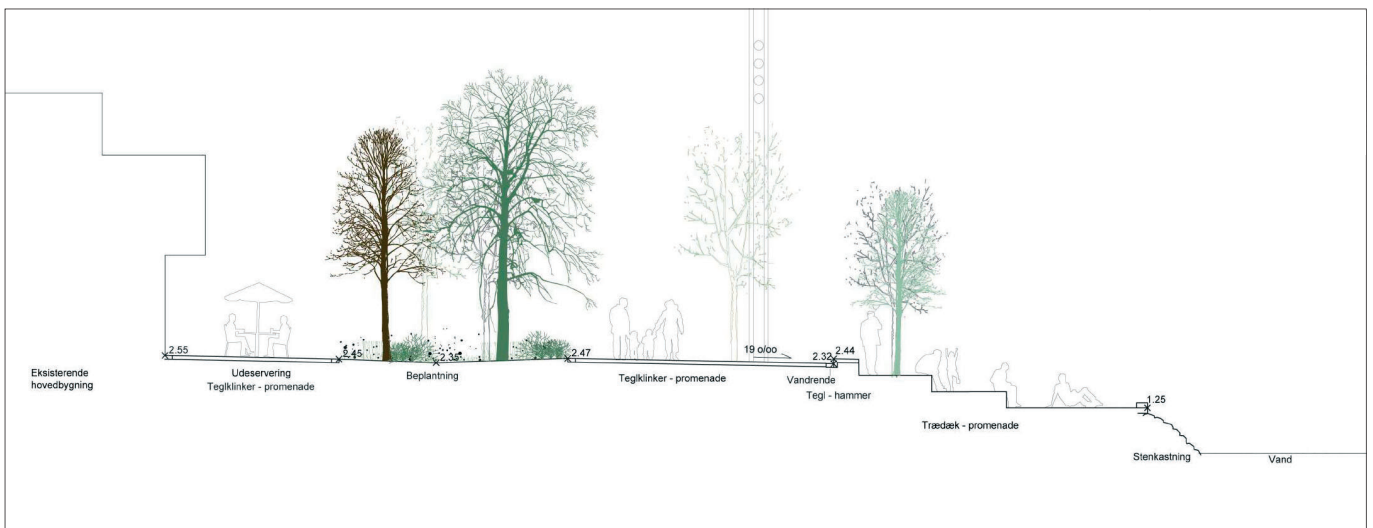 2.55
2.45
2.35
2.47
19 o/oo
2.32
2.44
1.25
Eksisterende
hovedbygning
Udeservering
Teglklinker - promenade
Beplantning
Teglklinker - promenade
Vandrende
Tegl - hammer
Trædæk - promenade
Stenkastning
Vand